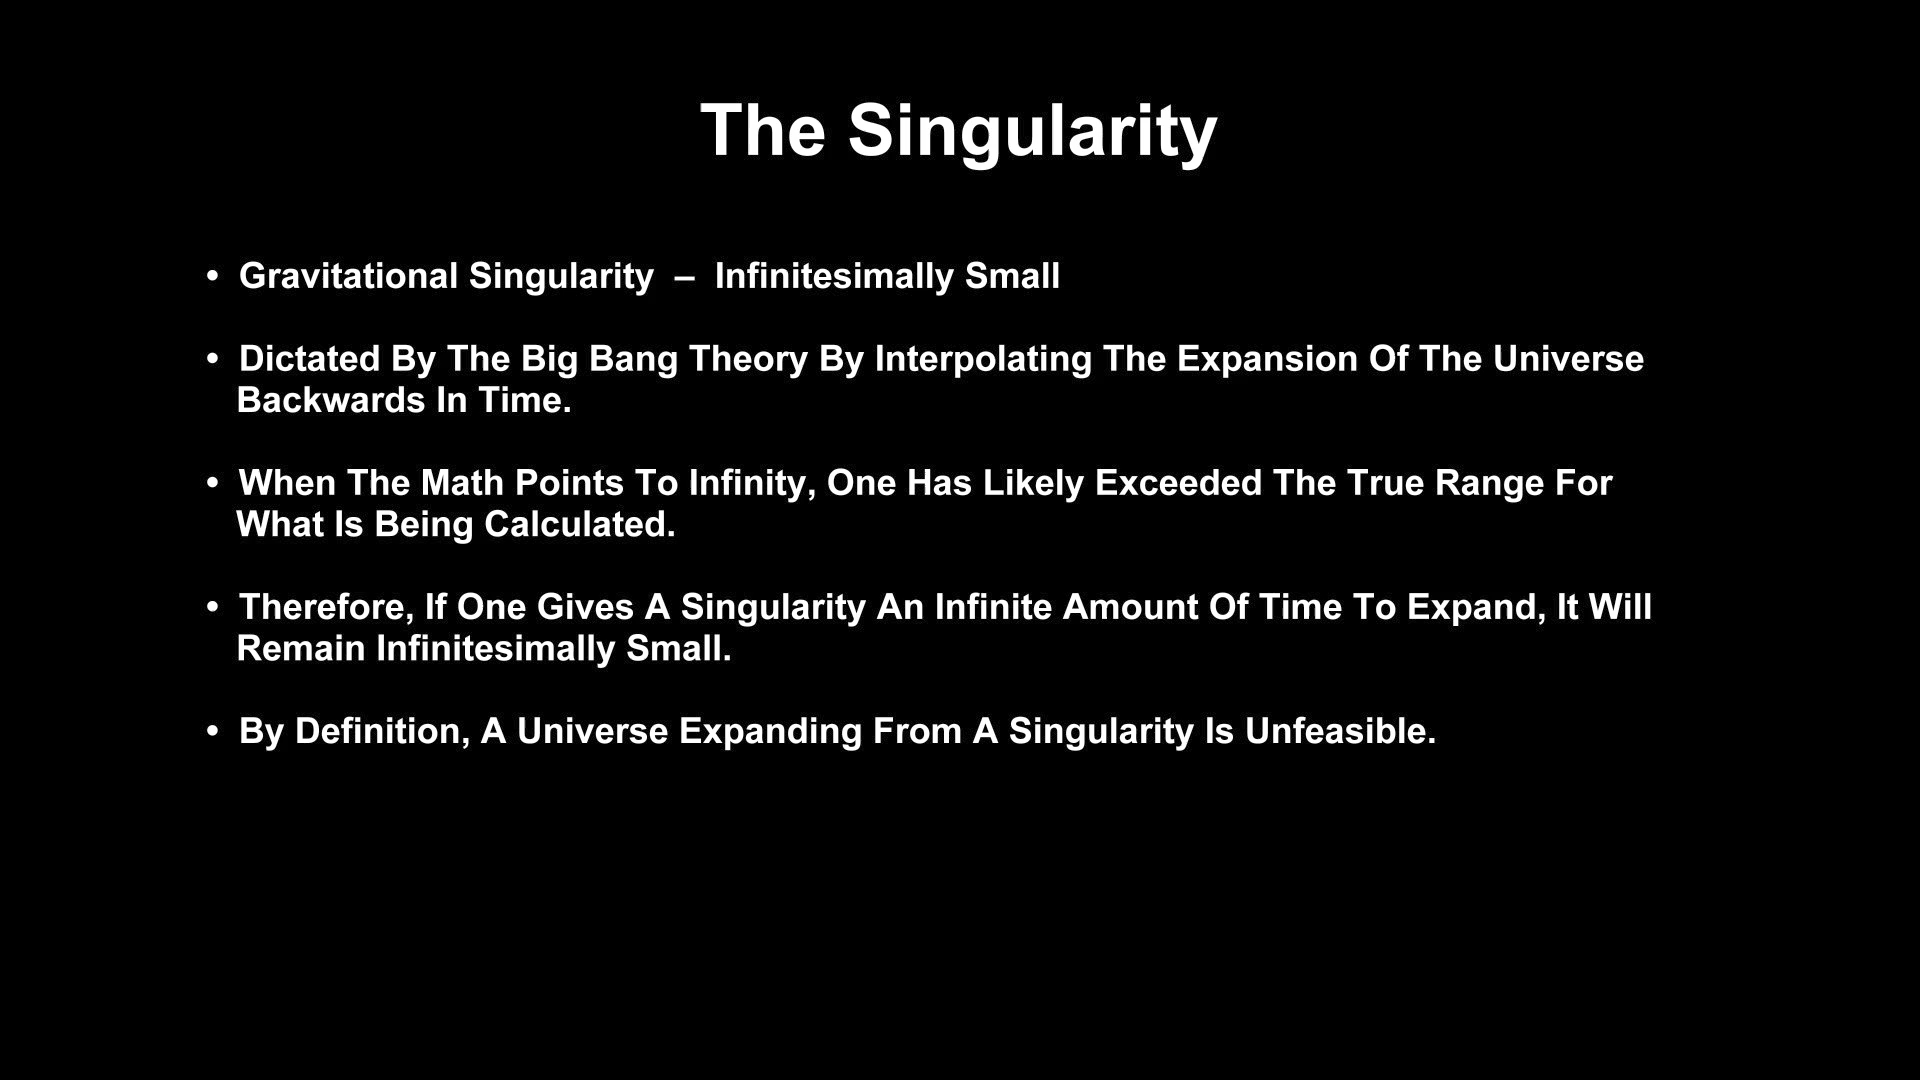 The Singularity
• Gravitational Singularity – Infinitesimally Small
• Dictated By The Big Bang Theory By Interpolating The Expansion Of The Universe
Backwards In Time.
• When The Math Points To Infinity, One Has Likely Exceeded The True Range For
What Is Being Calculated.
• Therefore, If One Gives A Singularity An Infinite Amount Of Time To Expand, It Will
Remain Infinitesimally Small.
• By Definition, A Universe Expanding From A Singularity Is Unfeasible.